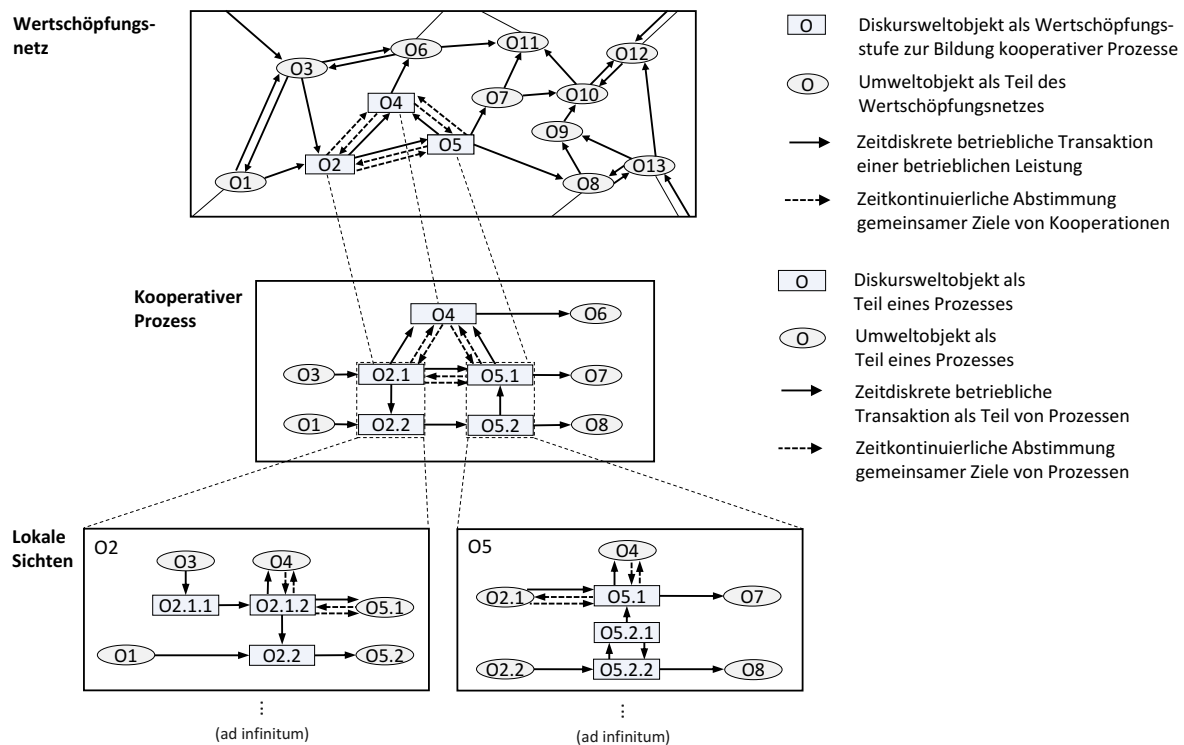 Wertschöpfungs-
netz
O3
O6
O11
O12
O4
O7
O10
O5
O9
O2
O1
O8
O13
O
Diskursweltobjekt als Wertschöpfungs-
stufe zur Bildung kooperativer Prozesse
O
Umweltobjekt als Teil des
Wertschöpfungsnetzes
Zeitdiskrete betriebliche Transaktion
einer betrieblichen Leistung
Zeitkontinuierliche Abstimmung
gemeinsamer Ziele von Kooperationen
Kooperativer
Prozess
O4
O6
O3
O2.1
O5.1
O7
O1
O2.2
O5.2
O8
O
Diskursweltobjekt als
Teil eines Prozesses
O
Umweltobjekt als
Teil eines Prozesses
Zeitdiskrete betriebliche
Transaktion als Teil von Prozessen
Zeitkontinuierliche Abstimmung
gemeinsamer Ziele von Prozessen
Lokale
Sichten
O2
O3
O4
O2.1.1
O2.1.2
O5.1
O1
O2.2
O5.2
⋮
(ad infinitum)
O5
O4
O2.1
O5.1
O7
O5.2.1
O2.2
O5.2.2
O8
⋮
(ad infinitum)